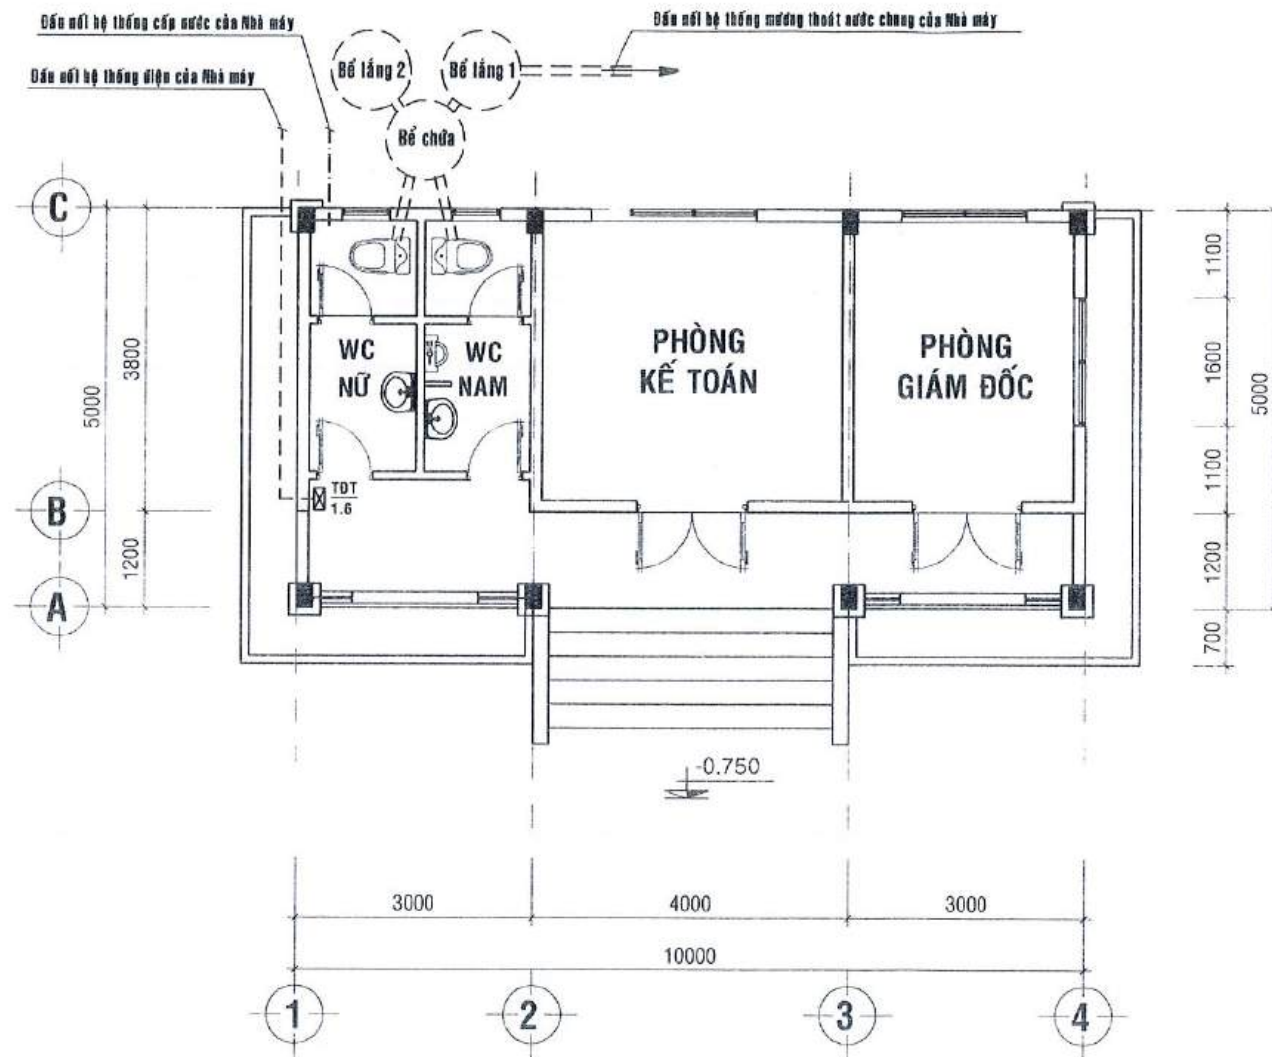 Đấu nối hệ thống cấp nước của Nhà máy
Đấu nối hệ thống mương thoát nước chung của Nhà máy
Đấu nối hệ thống điện của Nhà máy
Bể lắng 2
Bể lắng 1
Bể chứa
C
1100
3800
5000
WC
NỮ
WC
NAM
PHÒNG
KẾ TOÁN
PHÒNG
GIÁM ĐỐC
1600
5000
1100
TĐT
1.6
B
1200
1200
A
700
-0.750
3000
4000
3000
10000
1
2
3
4